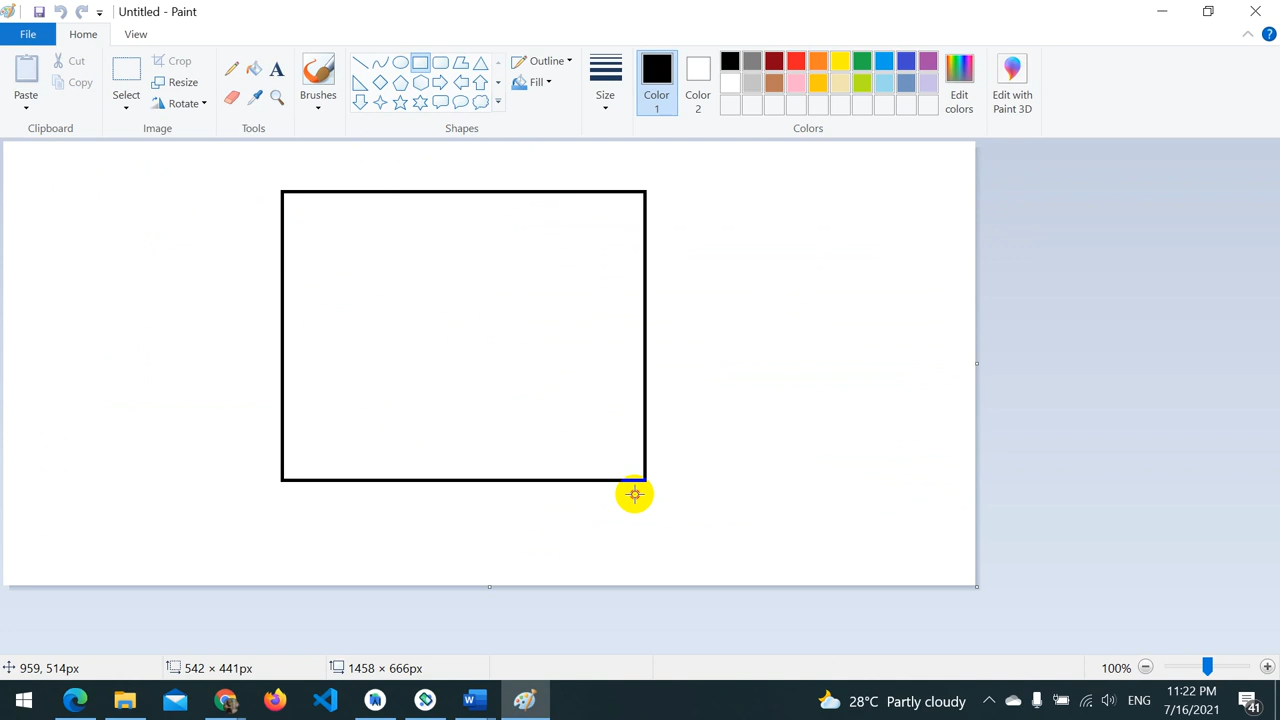 Untitled - Paint
File Home View
Paste
Cut
Copy
Clipboard
Select
Crop
Resize
Rotate
Image
A
Tools
Brushes
Outline
Fill
Shapes
Size
Color 1
Color 2
Edit colors
Colors
Edit with Paint 3D
959, 514px
542 × 441px
1458 × 666px
100%
28°C Partly cloudy
ENG
11:22 PM
7/16/2021
41